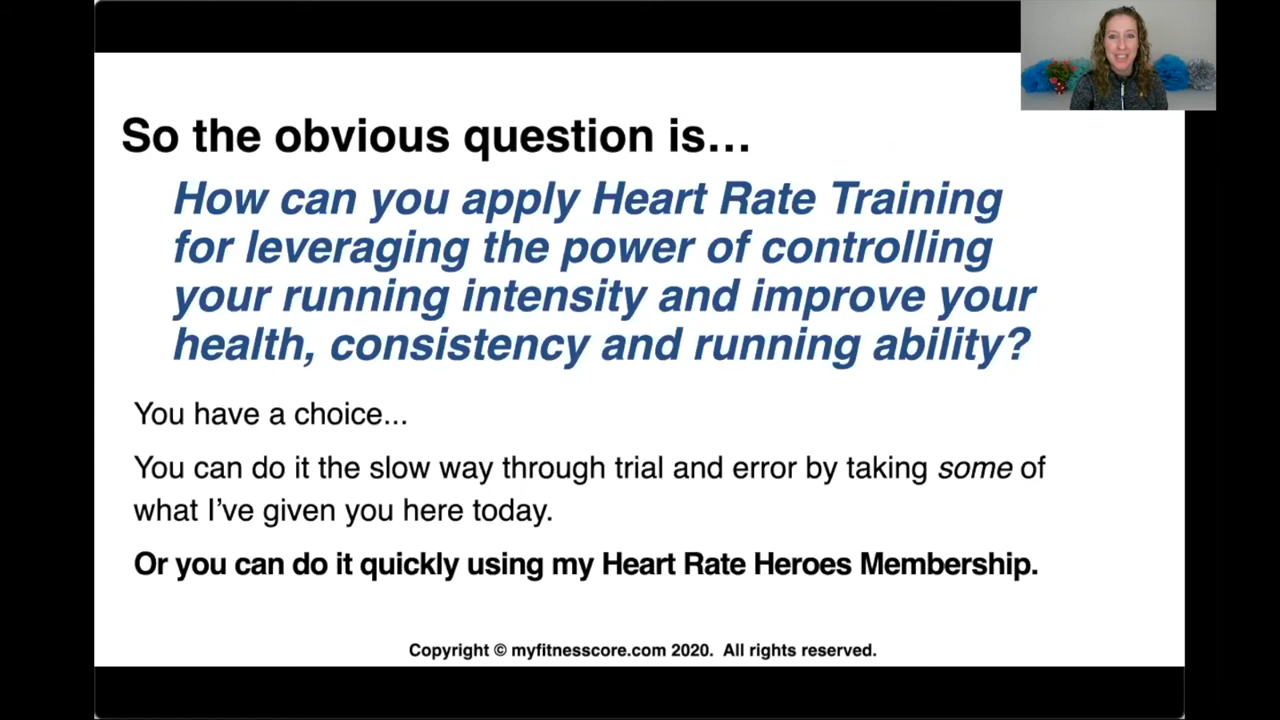 So the obvious question is…
How can you apply Heart Rate Training
for leveraging the power of controlling
your running intensity and improve your
health, consistency and running ability?
You have a choice...
You can do it the slow way through trial and error by taking some of
what I’ve given you here today.
Or you can do it quickly using my Heart Rate Heroes Membership.
Copyright © myfitnesscore.com 2020.  All rights reserved.